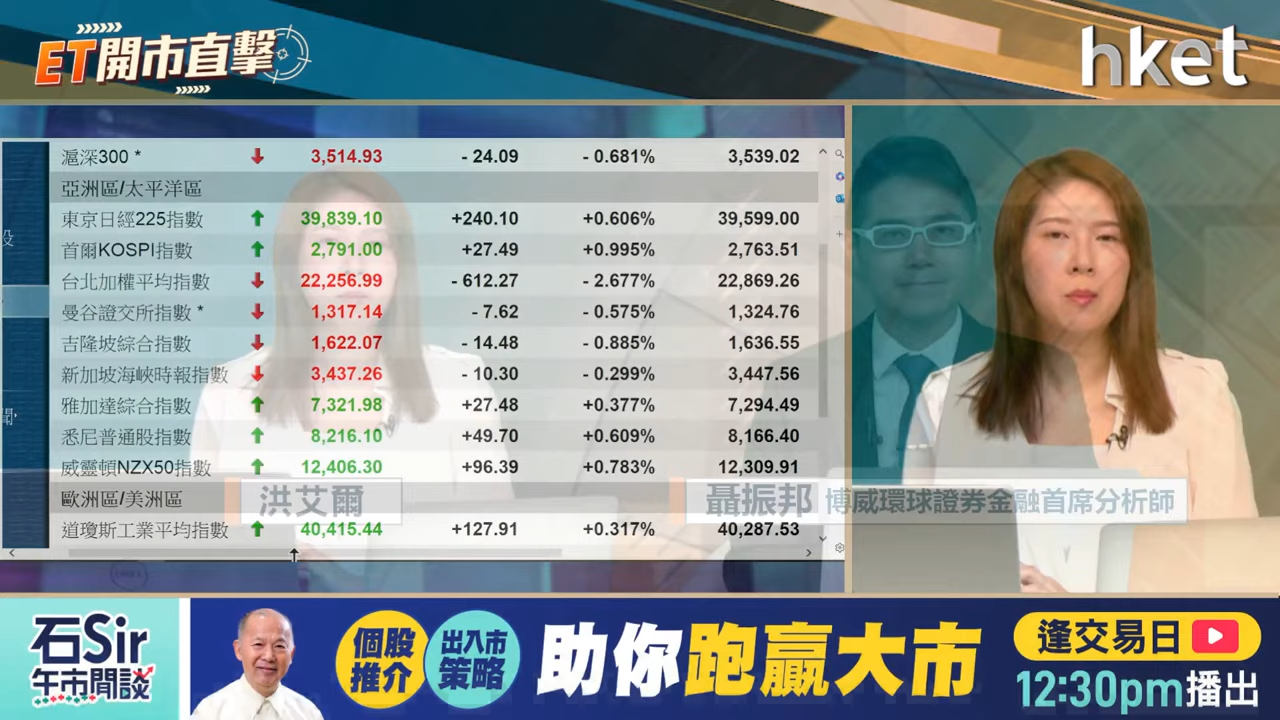 ET開市直擊
hket
滬深300 * 3,514.93 - 24.09 - 0.681% 3,539.02
亞洲區/太平洋區
東京日經225指數 39,839.10 +240.10 +0.606% 39,599.00
首爾KOSPI指數 2,791.00 +27.49 +0.995% 2,763.51
台北加權平均指數 22,256.99 - 612.27 - 2.677% 22,869.26
曼谷證交所指數 * 1,317.14 - 7.62 - 0.575% 1,324.76
吉隆坡綜合指數 1,622.07 - 14.48 - 0.885% 1,636.55
新加坡海峽時報指數 3,437.26 - 10.30 - 0.299% 3,447.56
雅加達綜合指數 7,321.98 +27.48 +0.377% 7,294.49
悉尼普通股指數 8,216.10 +49.70 +0.609% 8,166.40
威靈頓NZX50指數 12,406.30 +96.39 +0.783% 12,309.91
歐洲區/美洲區
洪艾爾
聶振邦 博威環球證券金融首席分析師
道瓊斯工業平均指數 40,415.44 +127.91 +0.317% 40,287.53
石Sir
午市閒談
個股
推介
出入市
策略
助你跑贏大市
逢交易日
12:30pm播出